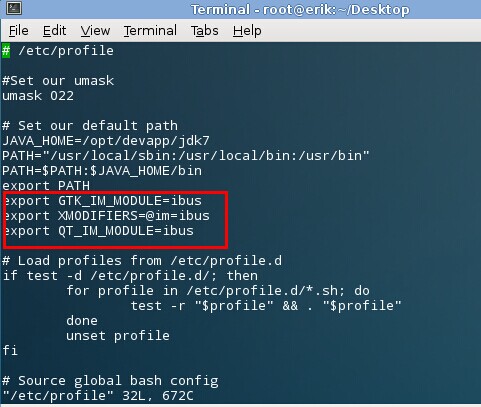 Terminal - root@erik:~/Desktop
File Edit View Terminal Tabs Help
# /etc/profile
#Set our umask
umask 022
# Set our default path
JAVA_HOME=/opt/devapp/jdk7
PATH="/usr/local/sbin:/usr/local/bin:/usr/bin"
PATH=$PATH:$JAVA_HOME/bin
export PATH
export GTK_IM_MODULE=ibus
export XMODIFIERS=@im=ibus
export QT_IM_MODULE=ibus
# Load profiles from /etc/profile.d
if test -d /etc/profile.d/; then
        for profile in /etc/profile.d/*.sh; do
                test -r "$profile" && . "$profile"
        done
        unset profile
fi
# Source global bash config
"/etc/profile" 32L, 672C